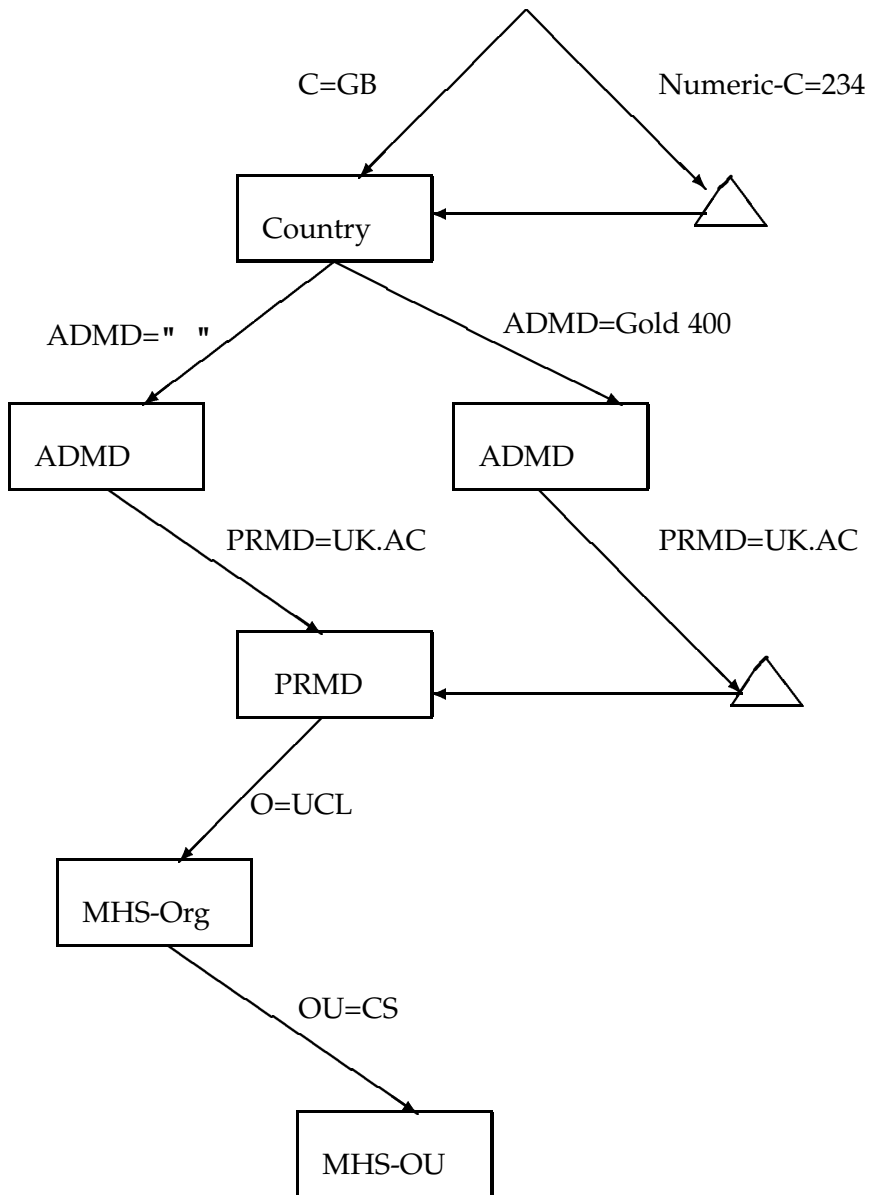 C=GB
Numeric-C=234
Country
ADMD=" "
ADMD=Gold 400
ADMD
ADMD
PRMD=UK.AC
PRMD=UK.AC
PRMD
O=UCL
MHS-Org
OU=CS
MHS-OU